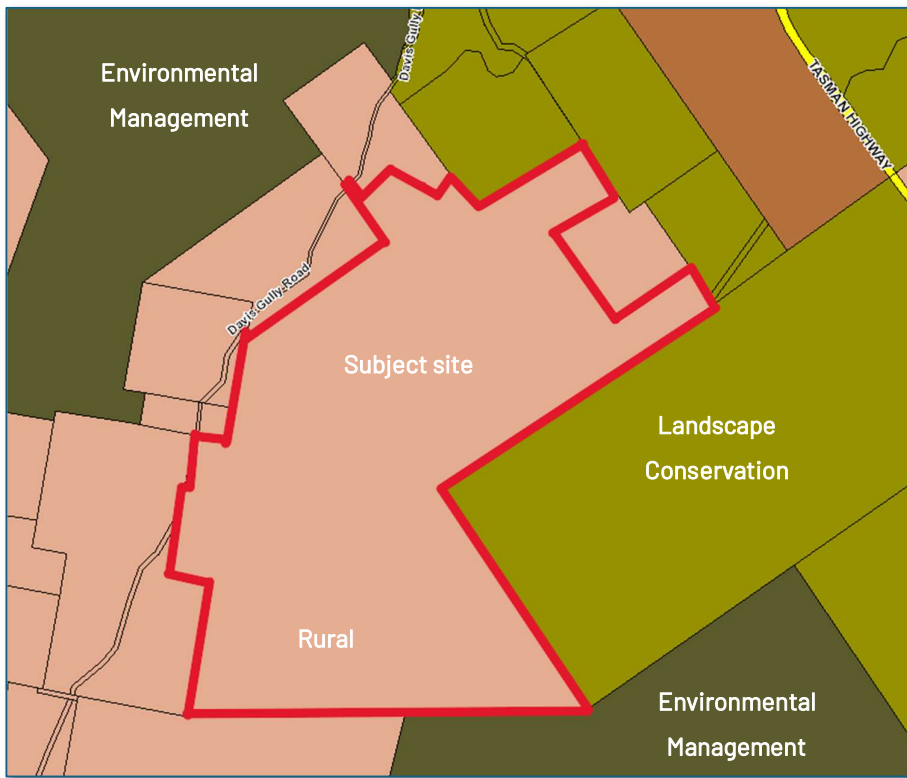 Environmental
Management
Davis Gully
TASMAN HIGHWAY
Davis Gully Road
Subject site
Landscape
Conservation
Rural
Environmental
Management